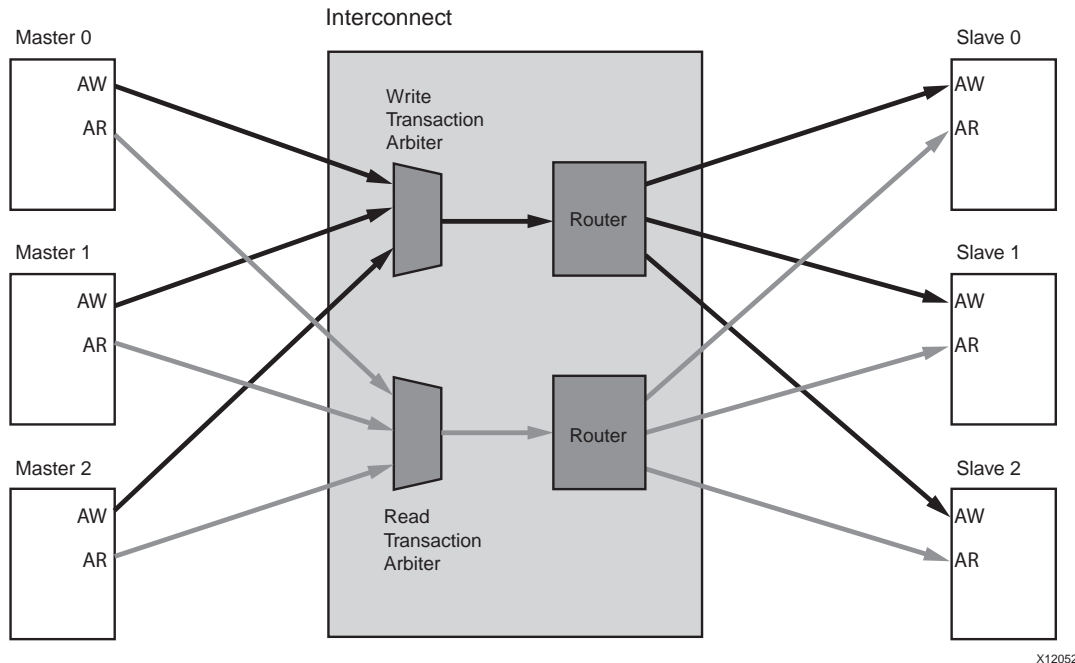 Interconnect
Master 0
AW
AR
Master 1
AW
AR
Master 2
AW
AR
Write
Transaction
Arbiter
Router
Router
Read
Transaction
Arbiter
Slave 0
AW
AR
Slave 1
AW
AR
Slave 2
AW
AR
X12052